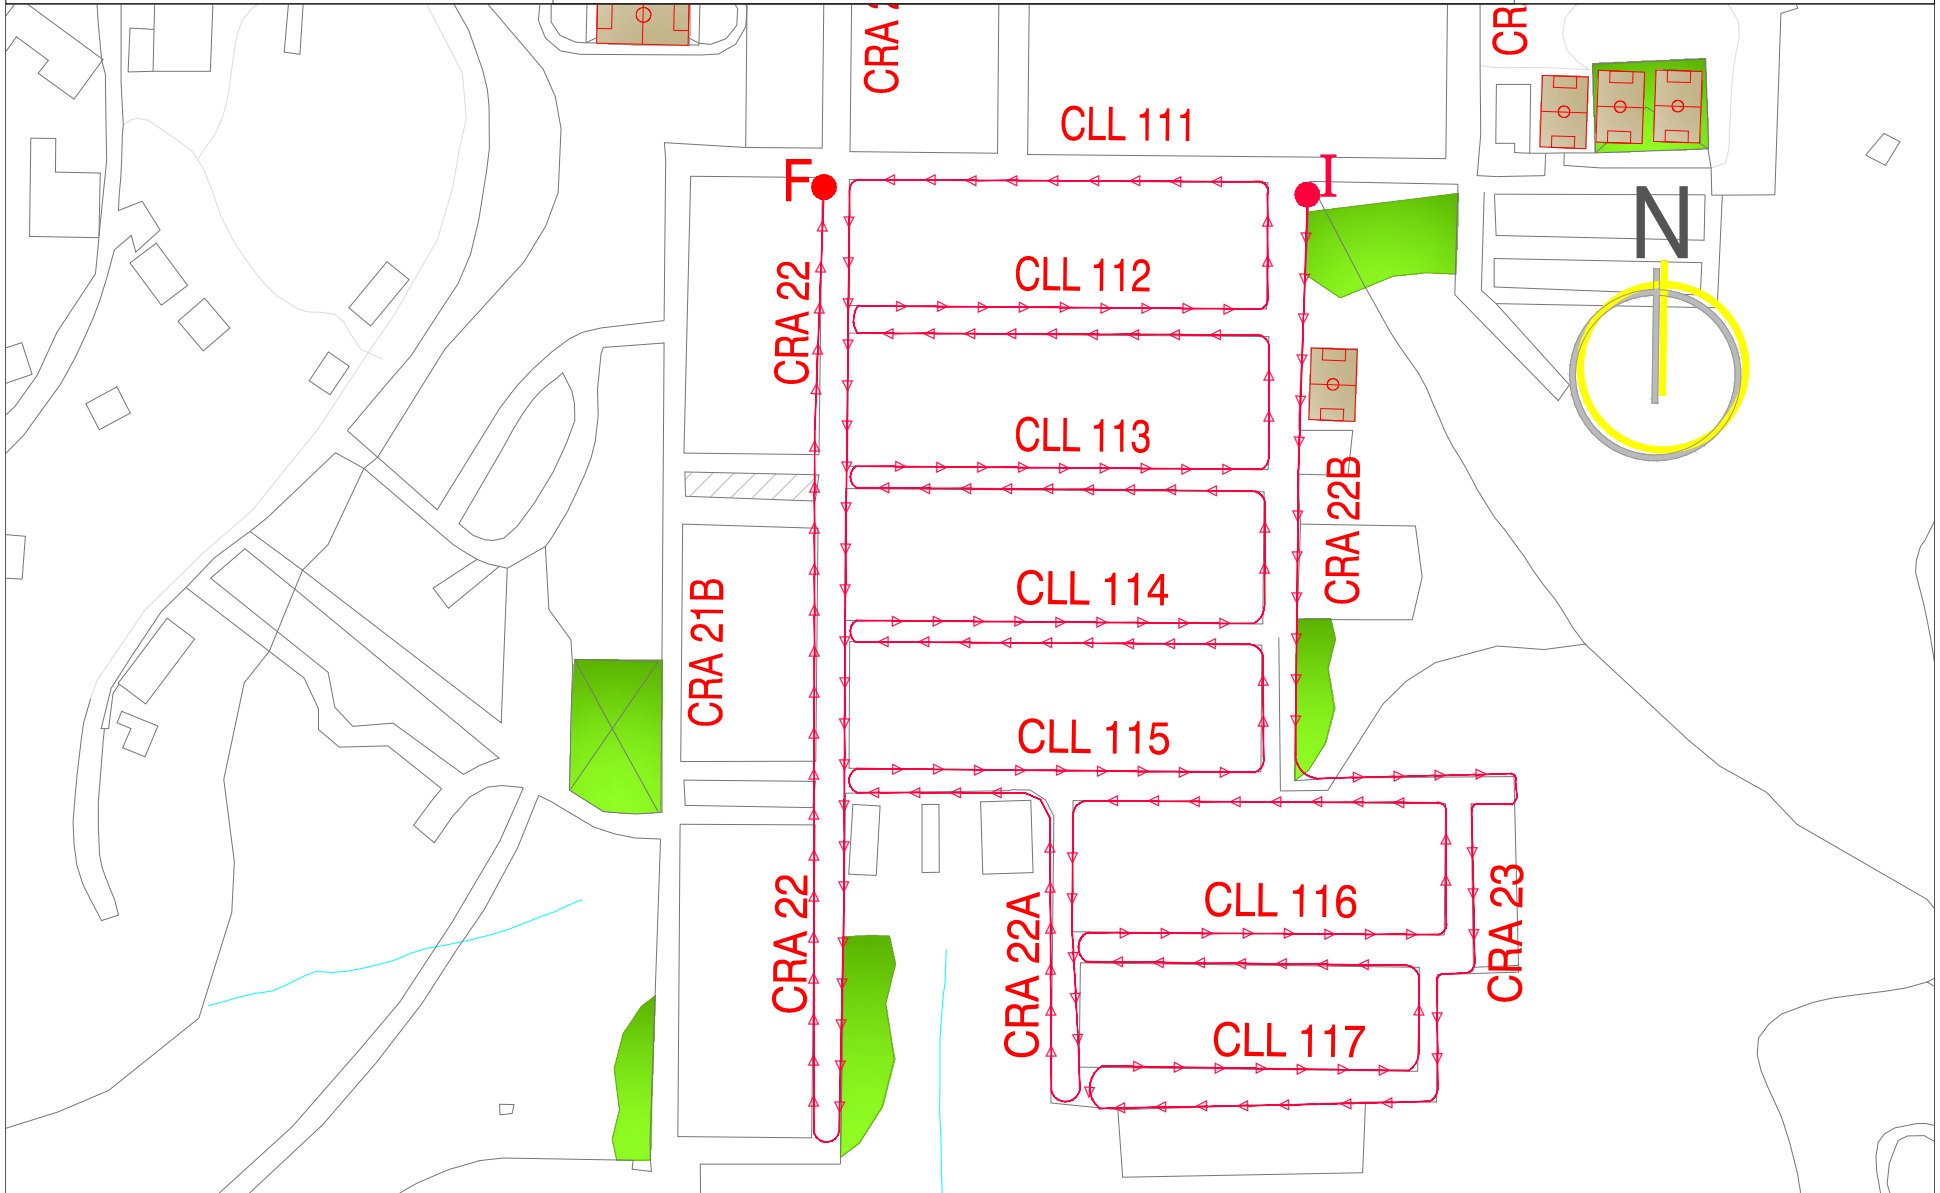 CRA 2
CR
CLL 111
F
I
N
CLL 112
CRA 22
CLL 113
CRA 22B
CLL 114
CRA 21B
CLL 115
CLL 116
CRA 22
CRA 22A
CRA 23
CLL 117